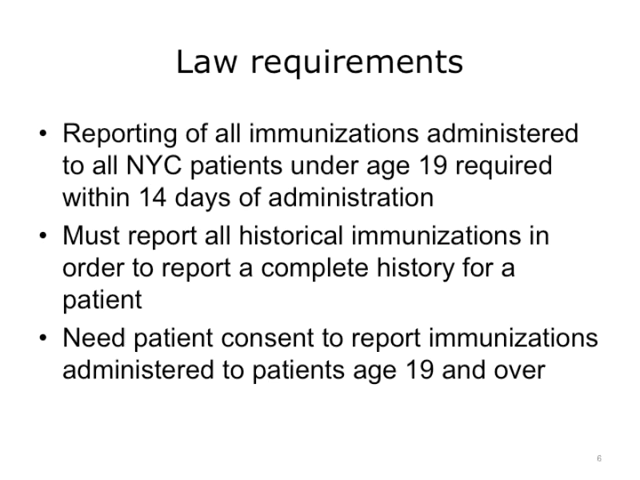 Law requirements
• Reporting of all immunizations administered
to all NYC patients under age 19 required
within 14 days of administration
• Must report all historical immunizations in
order to report a complete history for a
patient
• Need patient consent to report immunizations
administered to patients age 19 and over
6